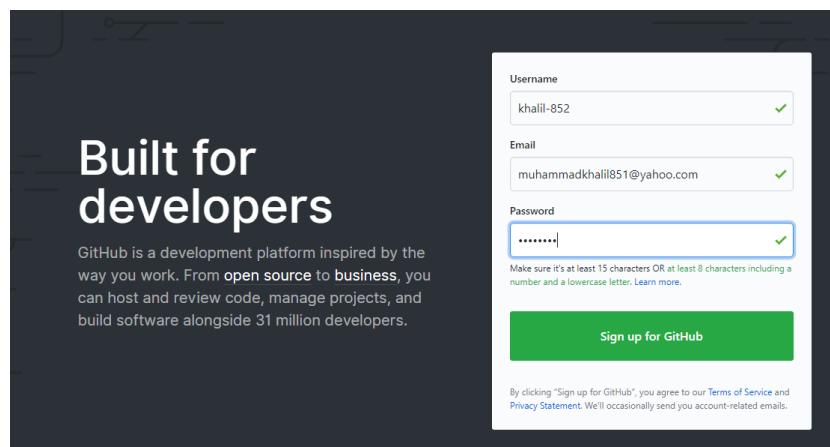 Built for
developers
GitHub is a development platform inspired by the
way you work. From open source to business, you
can host and review code, manage projects, and
build software alongside 31 million developers.
Username
khalil-852
Email
muhammadkhalil851@yahoo.com
Password
••••••••
Make sure it's at least 15 characters OR at least 8 characters including a
number and a lowercase letter. Learn more.
Sign up for GitHub
By clicking “Sign up for GitHub”, you agree to our Terms of Service and
Privacy Statement. We'll occasionally send you account-related emails.